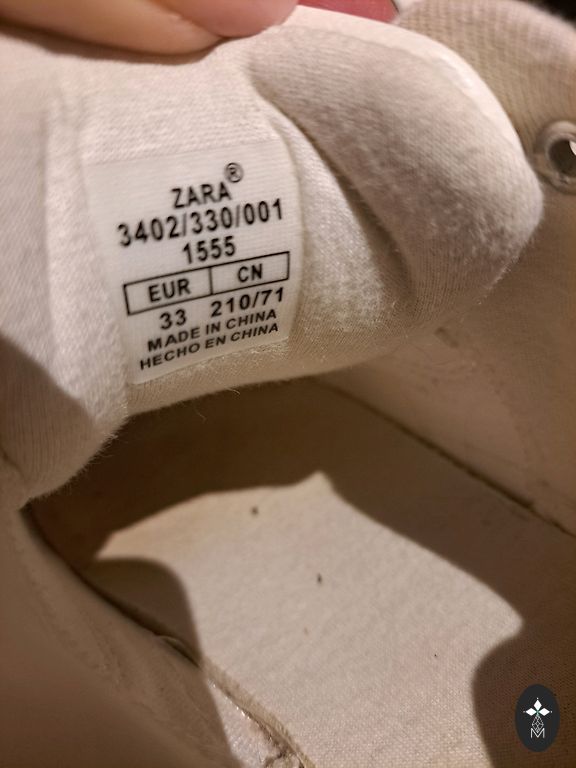 ZARA®
3402/330/001
1555
EUR CN
33 210/71
MADE IN CHINA
HECHO EN CHINA